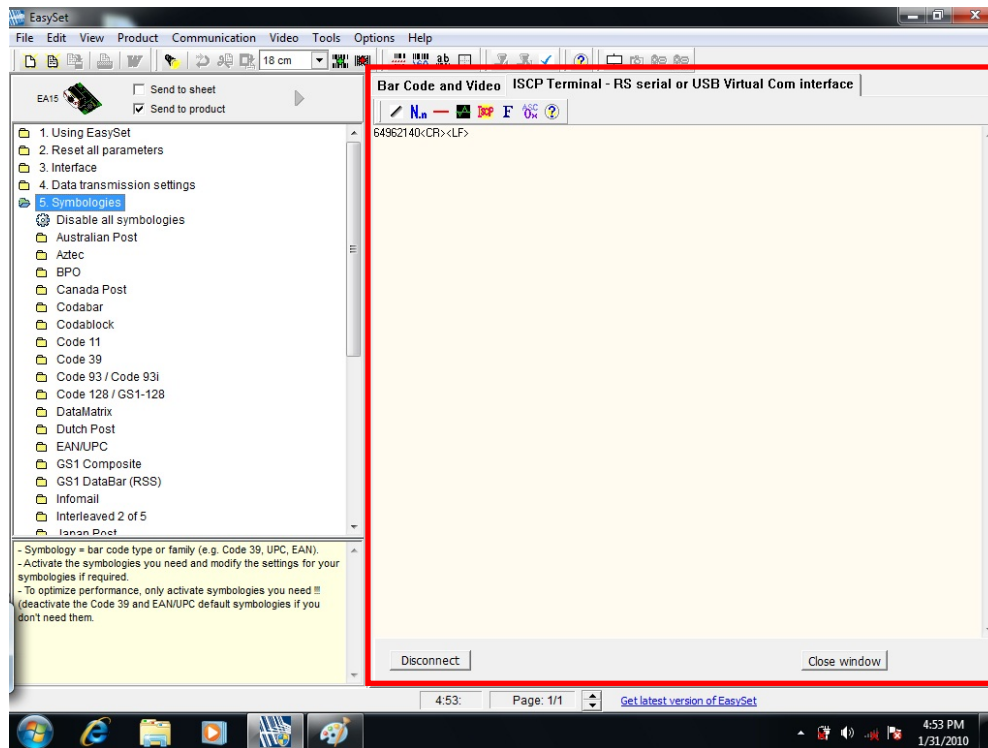 EasySet
File Edit View Product Communication Video Tools Options Help
18 cm
EA15
Send to sheet
Send to product
1. Using EasySet
2. Reset all parameters
3. Interface
4. Data transmission settings
5. Symbologies
Disable all symbologies
Australian Post
Aztec
BPO
Canada Post
Codabar
Codablock
Code 11
Code 39
Code 93 / Code 93i
Code 128 / GS1-128
DataMatrix
Dutch Post
EAN/UPC
GS1 Composite
GS1 DataBar (RSS)
Infomail
Interleaved 2 of 5
Japan Post
- Symbology = bar code type or family (e.g. Code 39, UPC, EAN).
- Activate the symbologies you need and modify the settings for your
symbologies if required.
- To optimize performance, only activate symbologies you need !!!
(deactivate the Code 39 and EAN/UPC default symbologies if you
don't need them.
Bar Code and Video ISCP Terminal - RS serial or USB Virtual Com interface
N.n ISCP F ASC
64962140<CR><LF>
Disconnect
Close window
4:53: Page: 1/1 Get latest version of EasySet
4:53 PM
1/31/2010